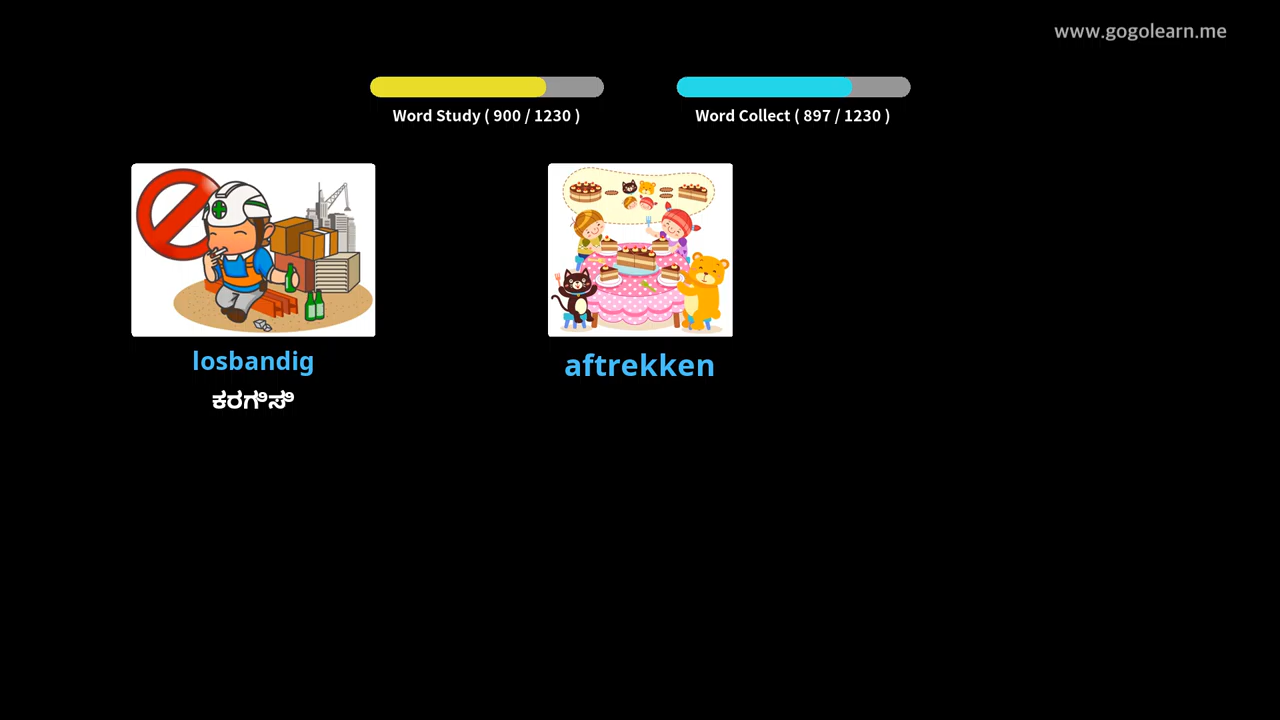 www.gogolearn.me
Word Study ( 900 / 1230 )
Word Collect ( 897 / 1230 )
losbandig
aftrekken
ಕರಗಿಸಿ